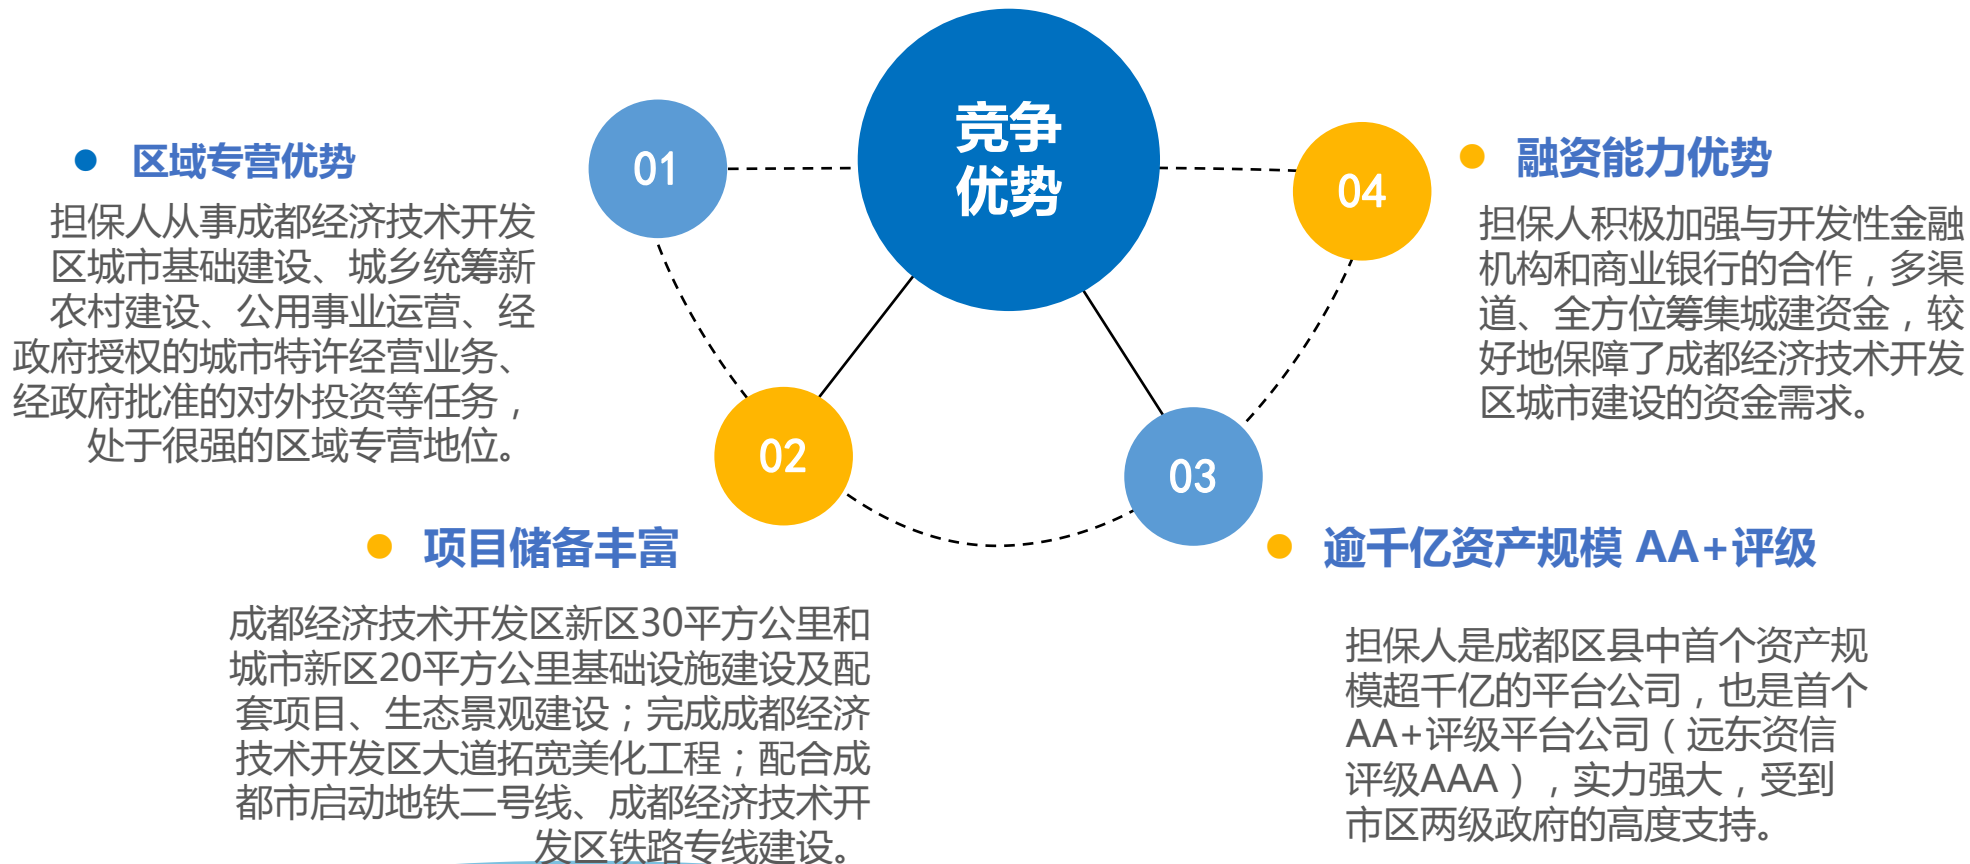 竞争
优势
01
区域专营优势
担保人从事成都经济技术开发
区城市基础建设、城乡统筹新
农村建设、公用事业运营、经
政府授权的城市特许经营业务、
经政府批准的对外投资等任务，
处于很强的区域专营地位。
02
项目储备丰富
成都经济技术开发区新区30平方公里和
城市新区20平方公里基础设施建设及配
套项目、生态景观建设；完成成都经济
技术开发区大道拓宽美化工程；配合成
都市启动地铁二号线、成都经济技术开
发区铁路专线建设。
03
逾千亿资产规模 AA+评级
担保人是成都区县中首个资产规
模超千亿的平台公司，也是首个
AA+评级平台公司（远东资信
评级AAA），实力强大，受到
市区两级政府的高度支持。
04
融资能力优势
担保人积极加强与开发性金融
机构和商业银行的合作，多渠
道、全方位筹集城建资金，较
好地保障了成都经济技术开发
区城市建设的资金需求。